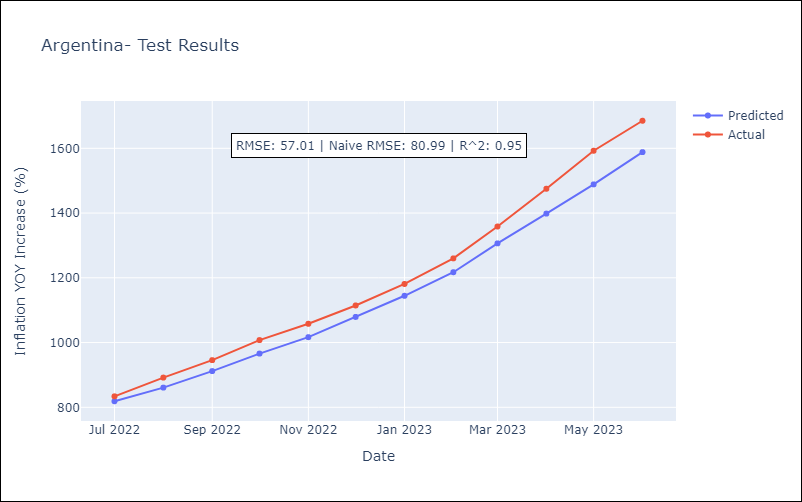 Argentina- Test Results
Predicted
Actual
RMSE: 57.01 | Naive RMSE: 80.99 | R^2: 0.95
Inflation YOY Increase (%)
1600
1400
1200
1000
800
Jul 2022 Sep 2022 Nov 2022 Jan 2023 Mar 2023 May 2023
Date